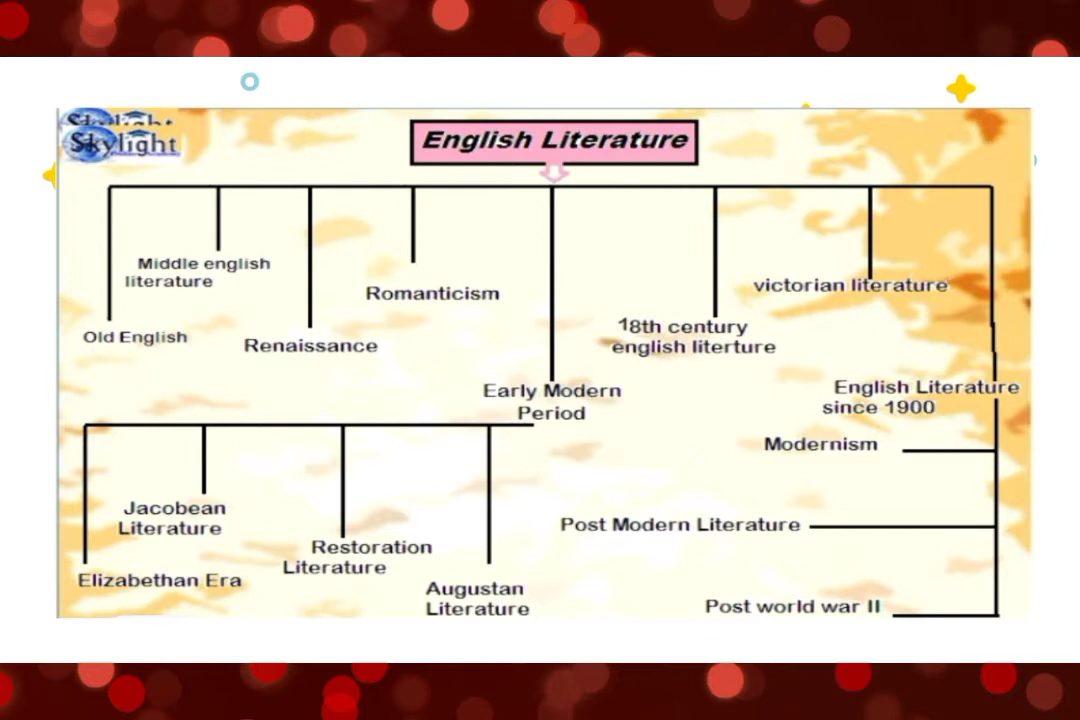 Skylight
Skylight
English Literature
Middle english
literature
Romanticism
victorian literature
Old English
Renaissance
18th century
english literture
Early Modern
Period
English Literature
since 1900
Modernism
Jacobean
Literature
Post Modern Literature
Restoration
Literature
Elizabethan Era
Augustan
Literature
Post world war II